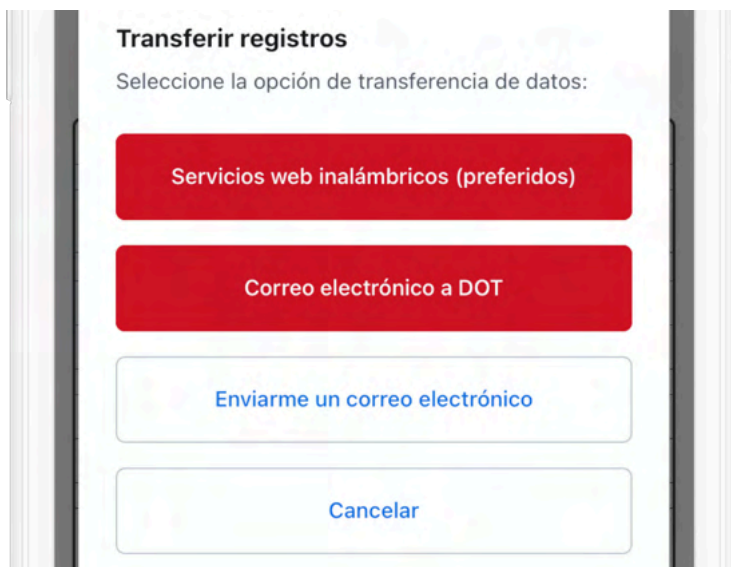 Transferir registros
Seleccione la opción de transferencia de datos:
Servicios web inalámbricos (preferidos)
Correo electrónico a DOT
Enviarme un correo electrónico
Cancelar